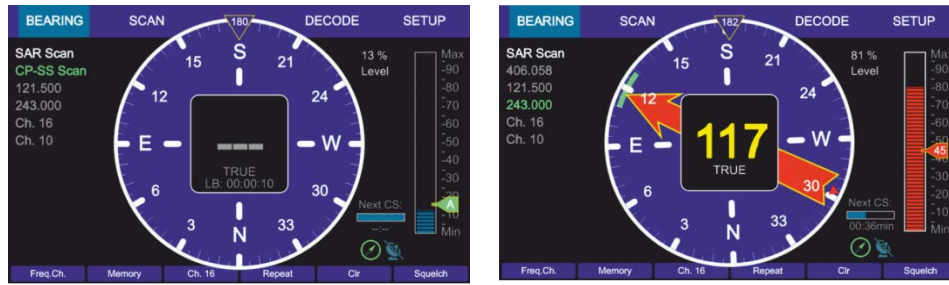 BEARING SCAN 180 DECODE SETUP
SAR Scan
CP-SS Scan
121.500
243.000
Ch. 16
Ch. 10
S
15
21
12
24
E
W
6
30
3
33
N
---
TRUE
LB: 00:00:10
13 %
Level
Max
-90
-80
-70
-60
-50
-40
-30
-20
A
-10
Min
Next CS:
--:--
Freq.Ch. Memory Ch. 16 Repeat Clr Squelch
BEARING SCAN 182 DECODE SETUP
SAR Scan
406.058
121.500
243.000
Ch. 16
Ch. 10
S
15
21
12
24
E
W
6
30
3
33
N
117
TRUE
81 %
Level
Max
-90
-80
-70
-60
-50
45
-30
-20
-10
Min
Next CS:
00:36min
Freq.Ch. Memory Ch. 16 Repeat Clr Squelch